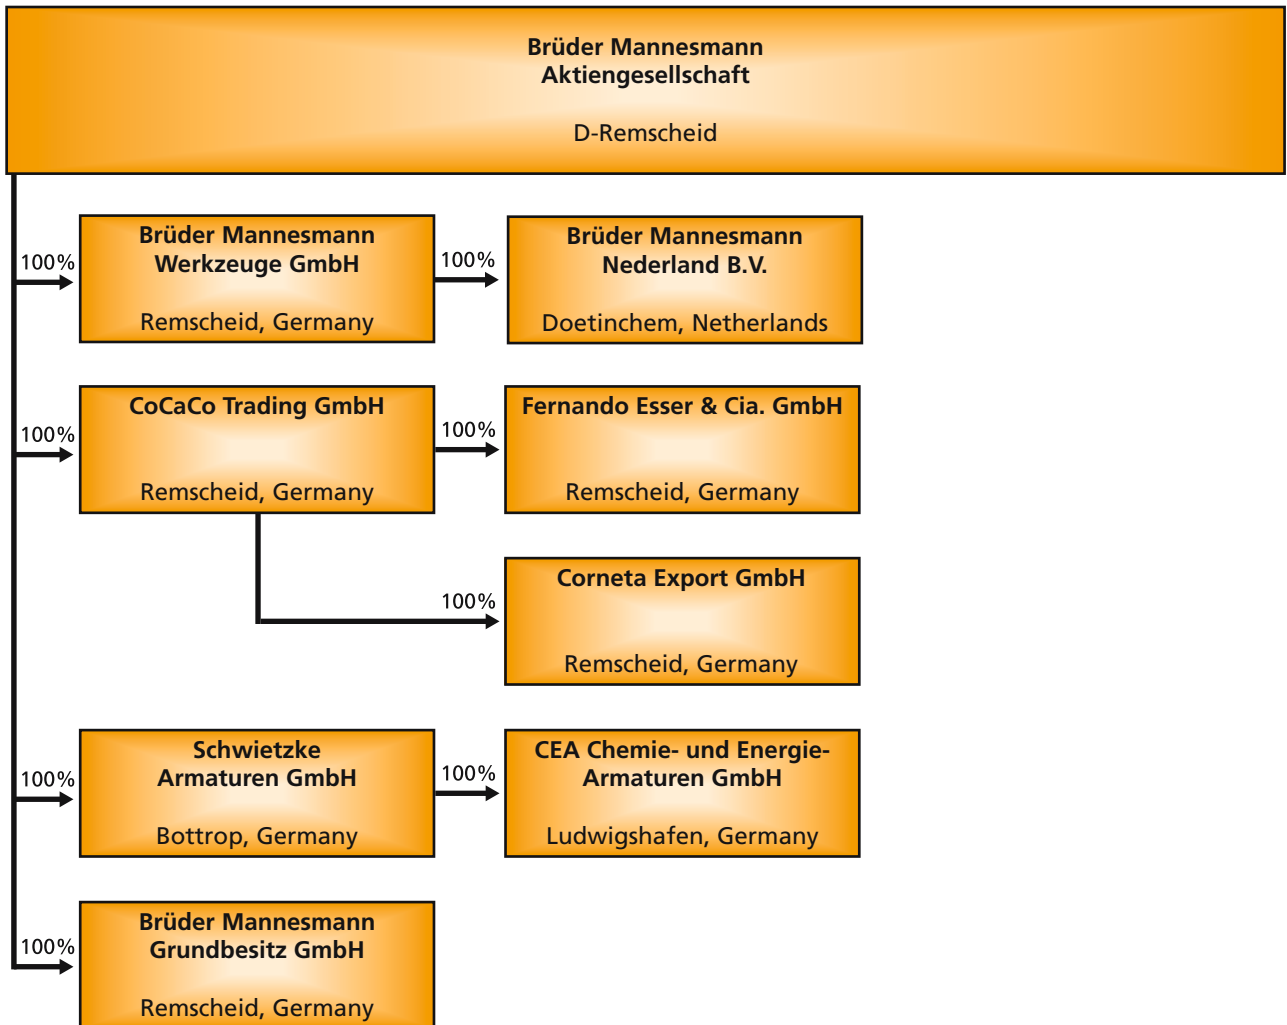 Brüder Mannesmann
Aktiengesellschaft
D-Remscheid
100%
Brüder Mannesmann
Werkzeuge GmbH
Remscheid, Germany
100%
Brüder Mannesmann
Nederland B.V.
Doetinchem, Netherlands
100%
CoCaCo Trading GmbH
Remscheid, Germany
100%
Fernando Esser & Cia. GmbH
Remscheid, Germany
100%
Corneta Export GmbH
Remscheid, Germany
100%
Schwietzke
Armaturen GmbH
Bottrop, Germany
100%
CEA Chemie- und Energie-
Armaturen GmbH
Ludwigshafen, Germany
100%
Brüder Mannesmann
Grundbesitz GmbH
Remscheid, Germany